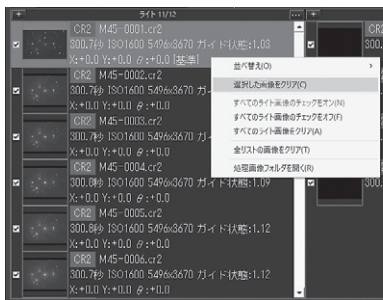 ライト 11/12
CR2 M45-0001.cr2
300.7秒 ISO1600 5496x3670 ガイド状態:1.03
X:+0.0 Y:+0.0 θ:+0.0 [基準]
CR2 M45-0002.cr2
300.7秒 ISO1600 5496x3670 ガイ
X:+0.0 Y:+0.0 θ:+0.0
CR2 M45-0003.cr2
300.7秒 ISO1600 5496x3670 ガイ
X:+0.0 Y:+0.0 θ:+0.0
CR2 M45-0004.cr2
300.0秒 ISO1600 5496x3670 ガイド状態:1.09
X:+0.0 Y:+0.0 θ:+0.0
CR2 M45-0005.cr2
300.8秒 ISO1600 5496x3670 ガイド状態:1.12
X:+0.0 Y:+0.0 θ:+0.0
CR2 M45-0006.cr2
300.7秒 ISO1600 5496x3670 ガイド状態:1.12
X:+0.0 Y:+0.0 θ:+0.0
CR2
300.
並べ替え(O)
選択した画像をクリア(C)
すべてのライト画像のチェックをオン(N)
すべてのライト画像のチェックをオフ(F)
すべてのライト画像をクリア(A)
全リストの画像をクリア(T)
処理画像フォルダを開く(R)